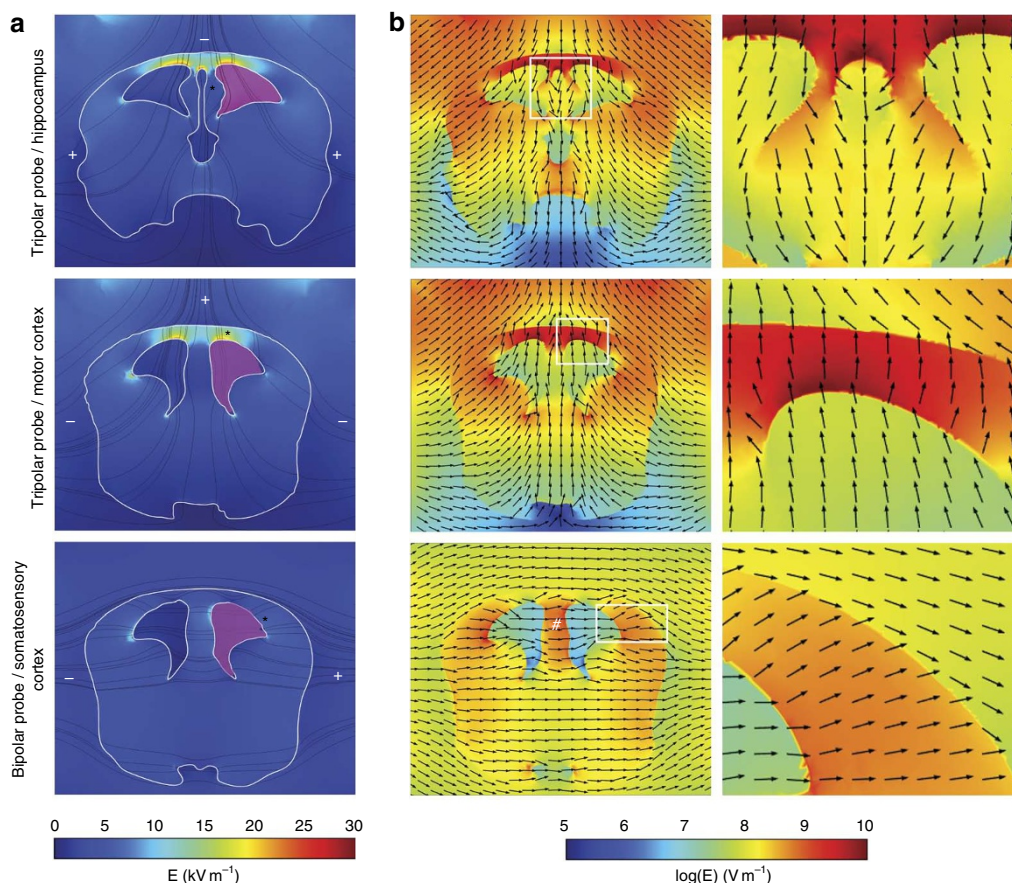 a
b
Tripolar probe / hippocampus
−
*
+
+
Tripolar probe / motor cortex
+
*
−
−
Bipolar probe / somatosensory
cortex
*
−
+
#
0 5 10 15 20 25 30
E (kV m⁻¹)
5 6 7 8 9 10
log(E) (V m⁻¹)